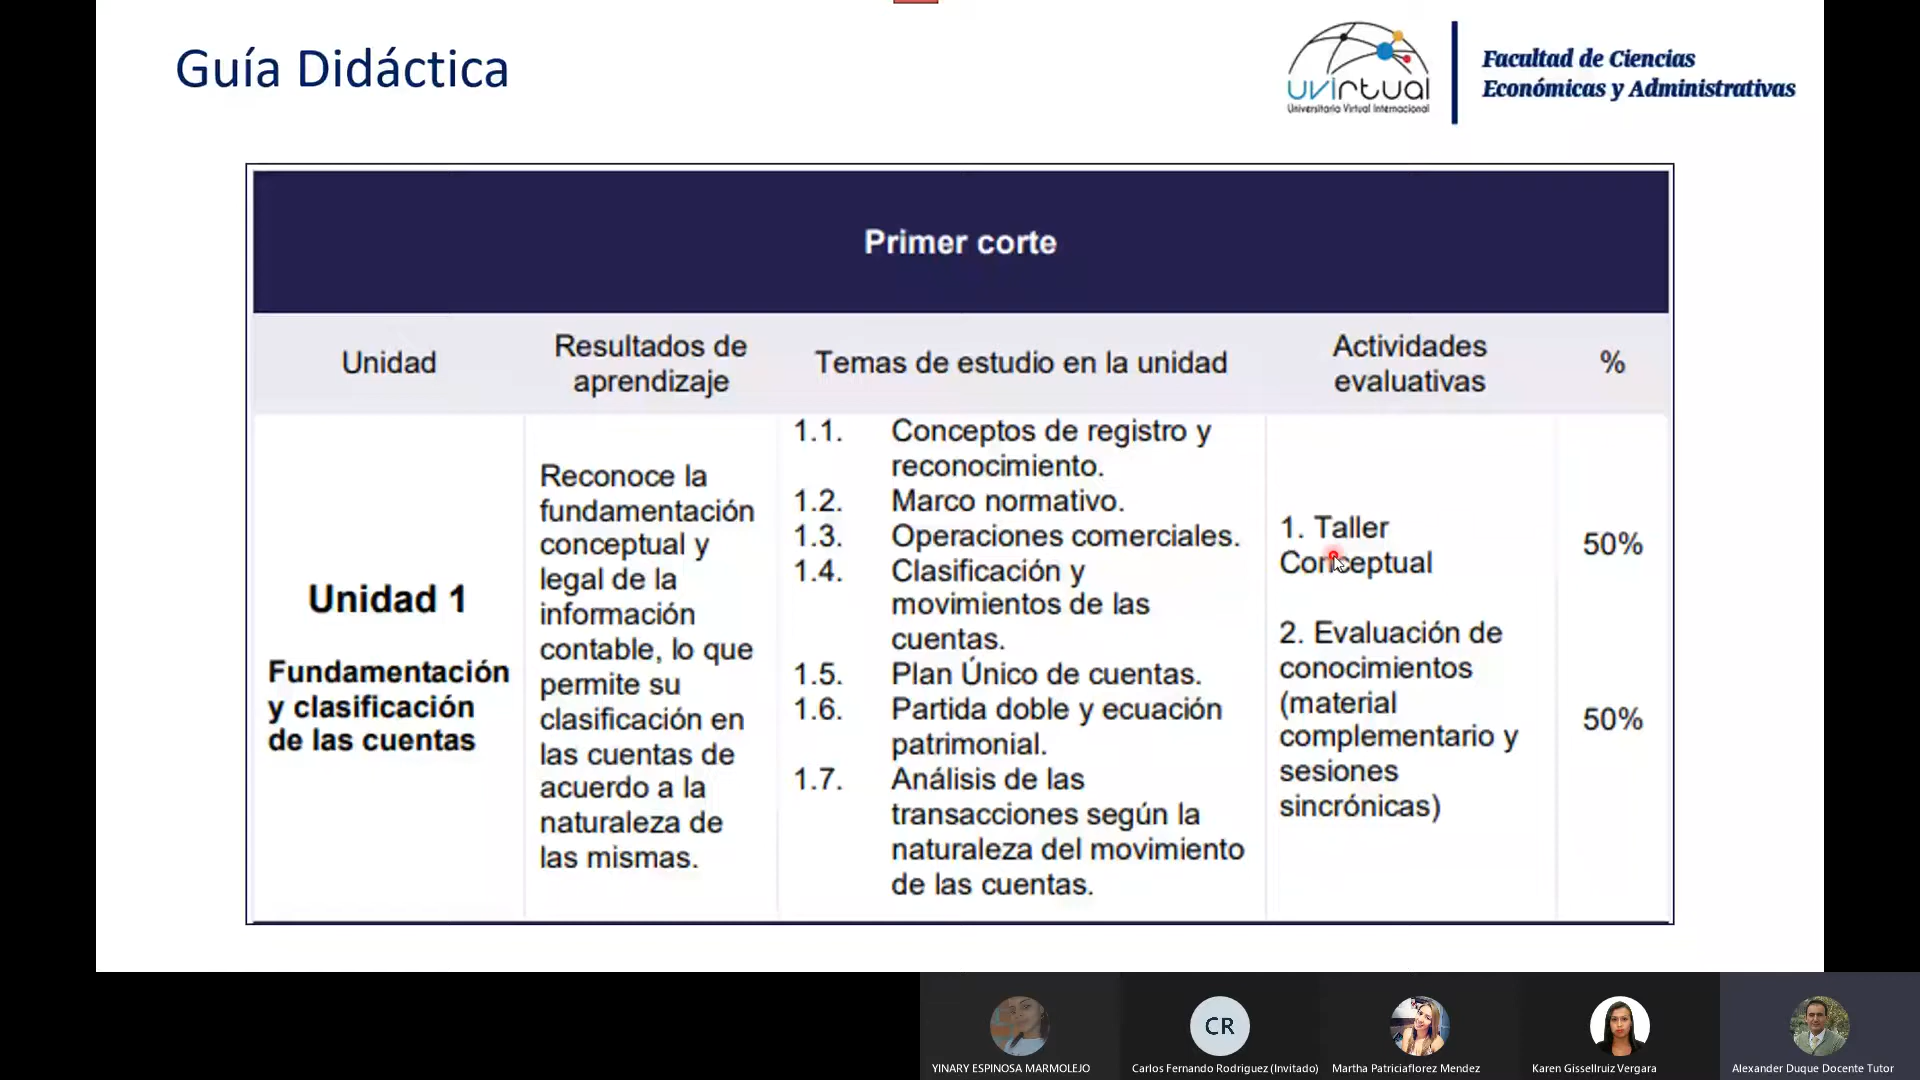 Guía Didáctica
uvirtual
Universitaria Virtual Internacional
Facultad de Ciencias
Económicas y Administrativas
Primer corte
Unidad
Resultados de
aprendizaje
Temas de estudio en la unidad
Actividades
evaluativas
%
Unidad 1
Fundamentación
y clasificación
de las cuentas
Reconoce la
fundamentación
conceptual y
legal de la
información
contable, lo que
permite su
clasificación en
las cuentas de
acuerdo a la
naturaleza de
las mismas.
1.1. Conceptos de registro y
reconocimiento.
1.2. Marco normativo.
1.3. Operaciones comerciales.
1.4. Clasificación y
movimientos de las
cuentas.
1.5. Plan Único de cuentas.
1.6. Partida doble y ecuación
patrimonial.
1.7. Análisis de las
transacciones según la
naturaleza del movimiento
de las cuentas.
1. Taller
Conceptual
50%
2. Evaluación de
conocimientos
(material
complementario y
sesiones
sincrónicas)
50%
CR
YINARY ESPINOSA MARMOLEJO
Carlos Fernando Rodriguez (Invitado)
Martha Patriciaflorez Mendez
Karen Gissellruiz Vergara
Alexander Duque Docente Tutor